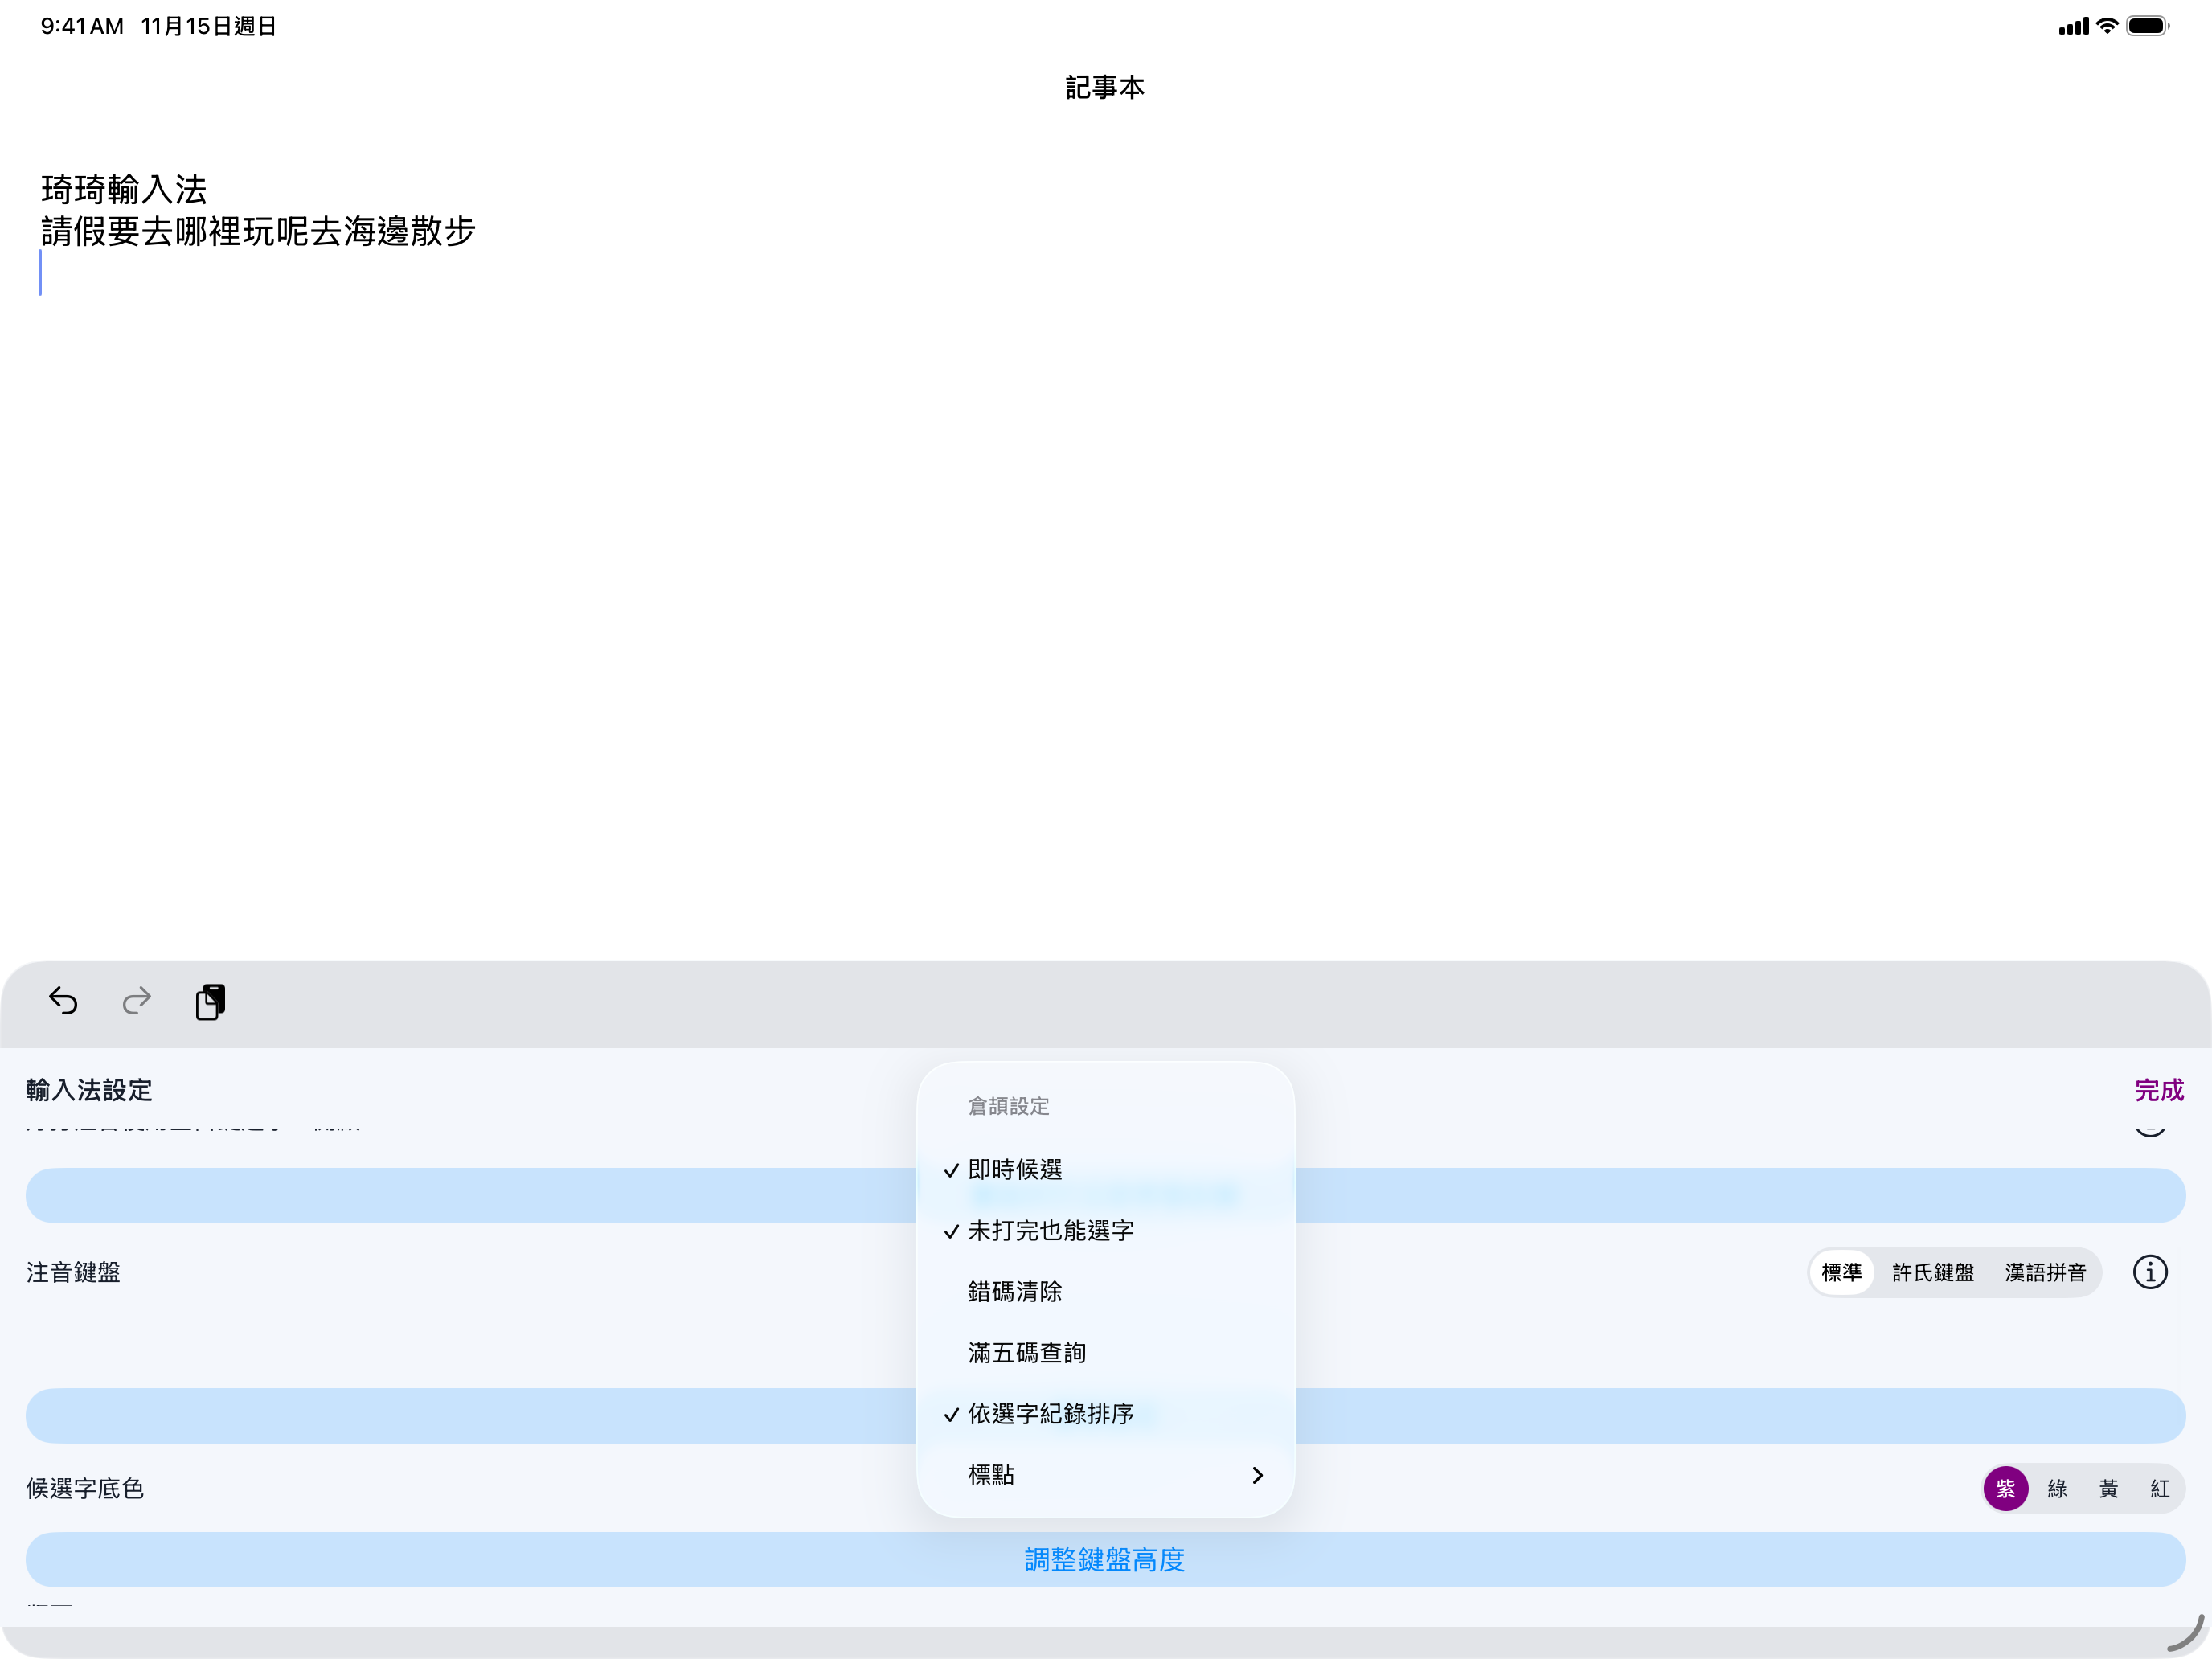 9:41 AM 11月15日週日
記事本
琦琦輸入法
請假要去哪裡玩呢去海邊散步
輸入法設定
完成
倉頡設定
即時候選
未打完也能選字
注音鍵盤
標準 許氏鍵盤 漢語拼音
錯碼清除
滿五碼查詢
依選字紀錄排序
標點
候選字底色
紫 綠 黃 紅
調整鍵盤高度